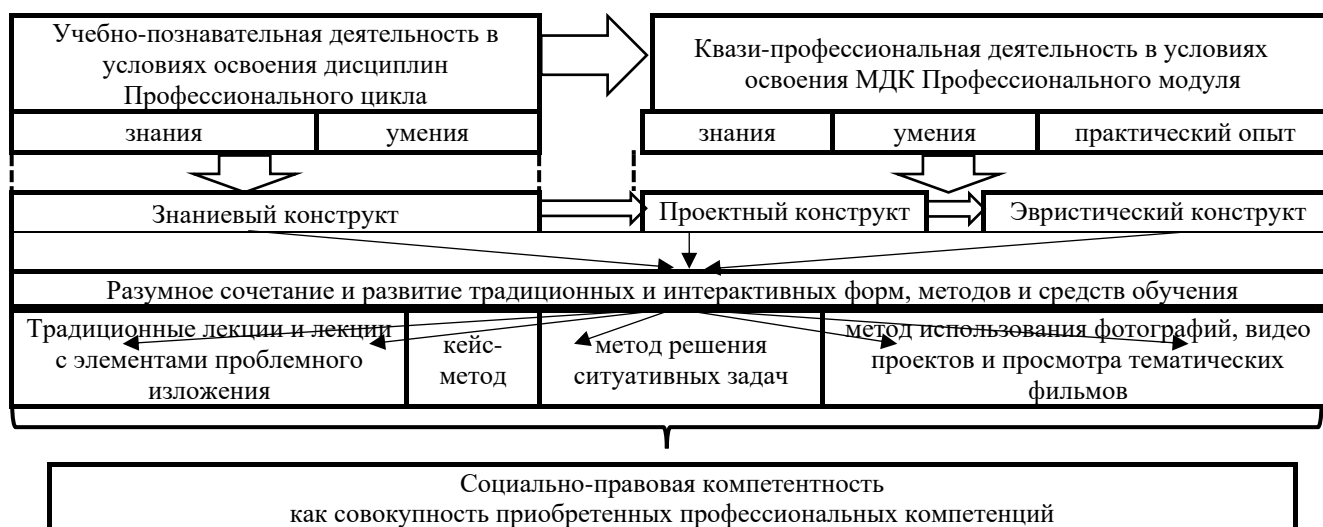 Учебно-познавательная деятельность в
условиях освоения дисциплин
Профессионального цикла
Квази-профессиональная деятельность в условиях
освоения МДК Профессионального модуля
знания
умения
знания
умения
практический опыт
Знаниевый конструкт
Проектный конструкт
Эвристический конструкт
Разумное сочетание и развитие традиционных и интерактивных форм, методов и средств обучения
Традиционные лекции и лекции
с элементами проблемного
изложения
кейс-
метод
метод решения
ситуативных задач
метод использования фотографий, видео
проектов и просмотра тематических
фильмов
Социально-правовая компетентность
как совокупность приобретенных профессиональных компетенций